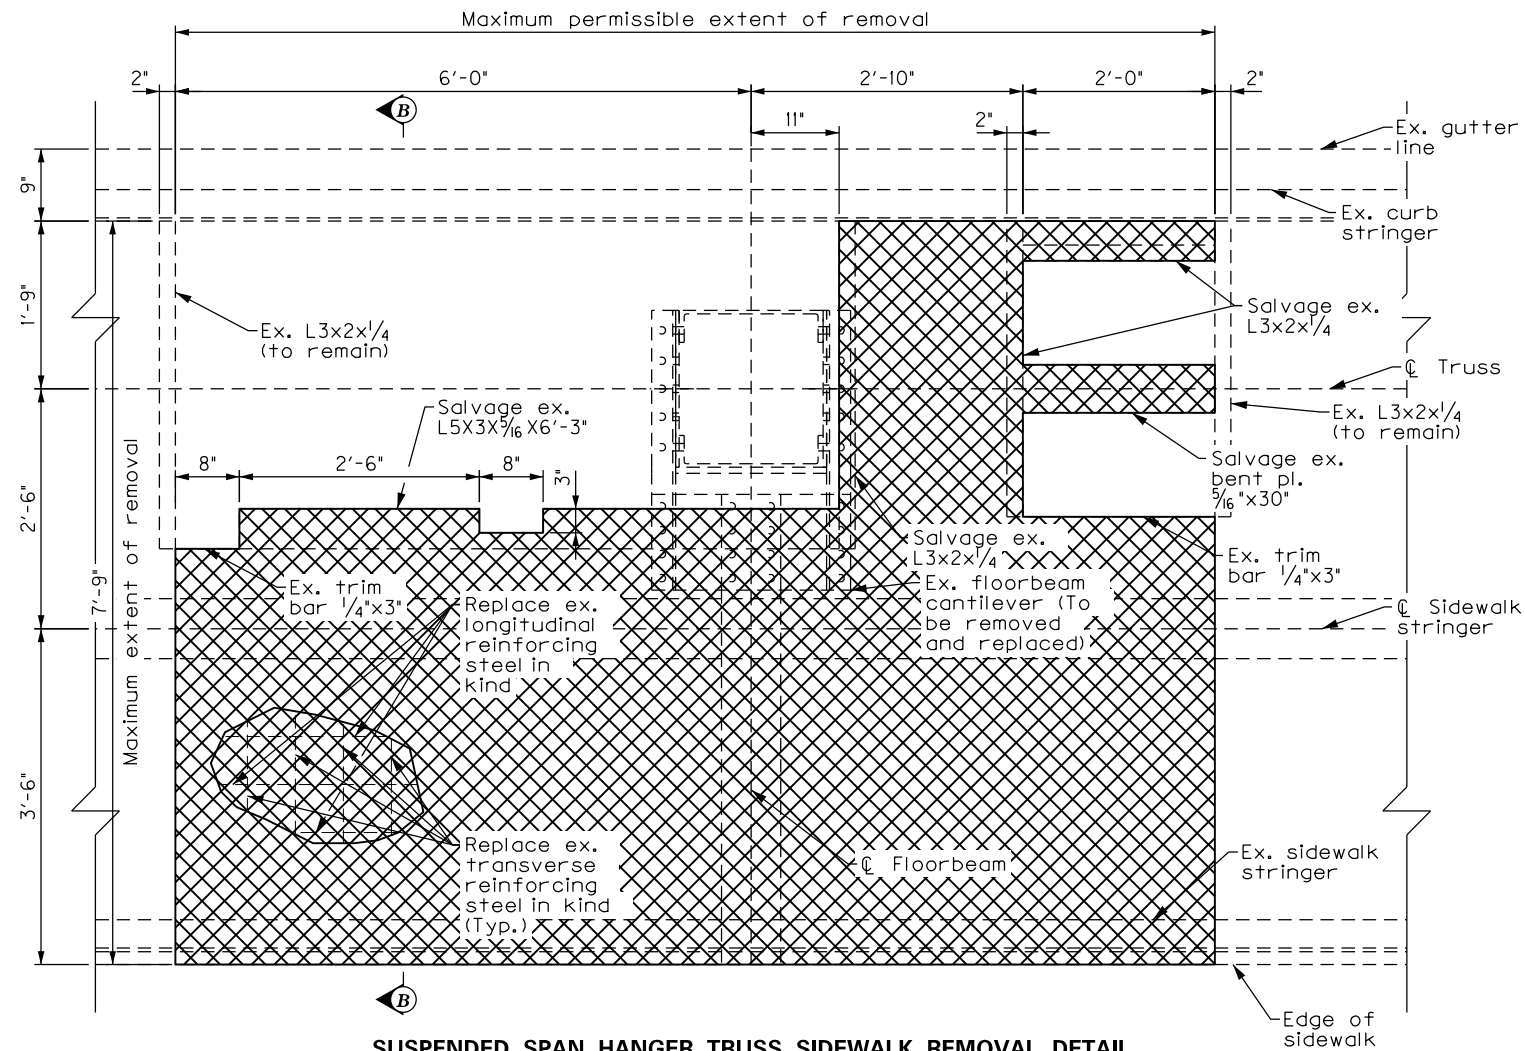 Maximum permissible extent of removal
2"
6'-0"
2'-10"
2'-0"
2"
B
11"
2"
Ex. gutter
line
9"
Ex. curb
stringer
1'-9"
Ex. L3x2x1/4
(to remain)
Salvage ex.
L3x2x1/4
℄ Truss
Salvage ex.
L5X3X5/16X6'-3"
Ex. L3x2x1/4
(to remain)
8"
2'-6"
8"
3"
Salvage ex.
bent pl.
5/16"x30"
2'-6"
Maximum extent of removal
7'-9"
Salvage ex.
L3x2x1/4
Ex. trim
bar 1/4"x3"
Ex. trim
bar 1/4"x3"
Ex. floorbeam
cantilever (To
be removed
and replaced)
Replace ex.
longitudinal
reinforcing
steel in
kind
℄ Sidewalk
stringer
3'-6"
Replace ex.
transverse
reinforcing
steel in kind
(Typ.)
℄ Floorbeam
Ex. sidewalk
stringer
B
Edge of
sidewalk
SUSPENDED SPAN HANGER TRUSS SIDEWALK REMOVAL DETAIL